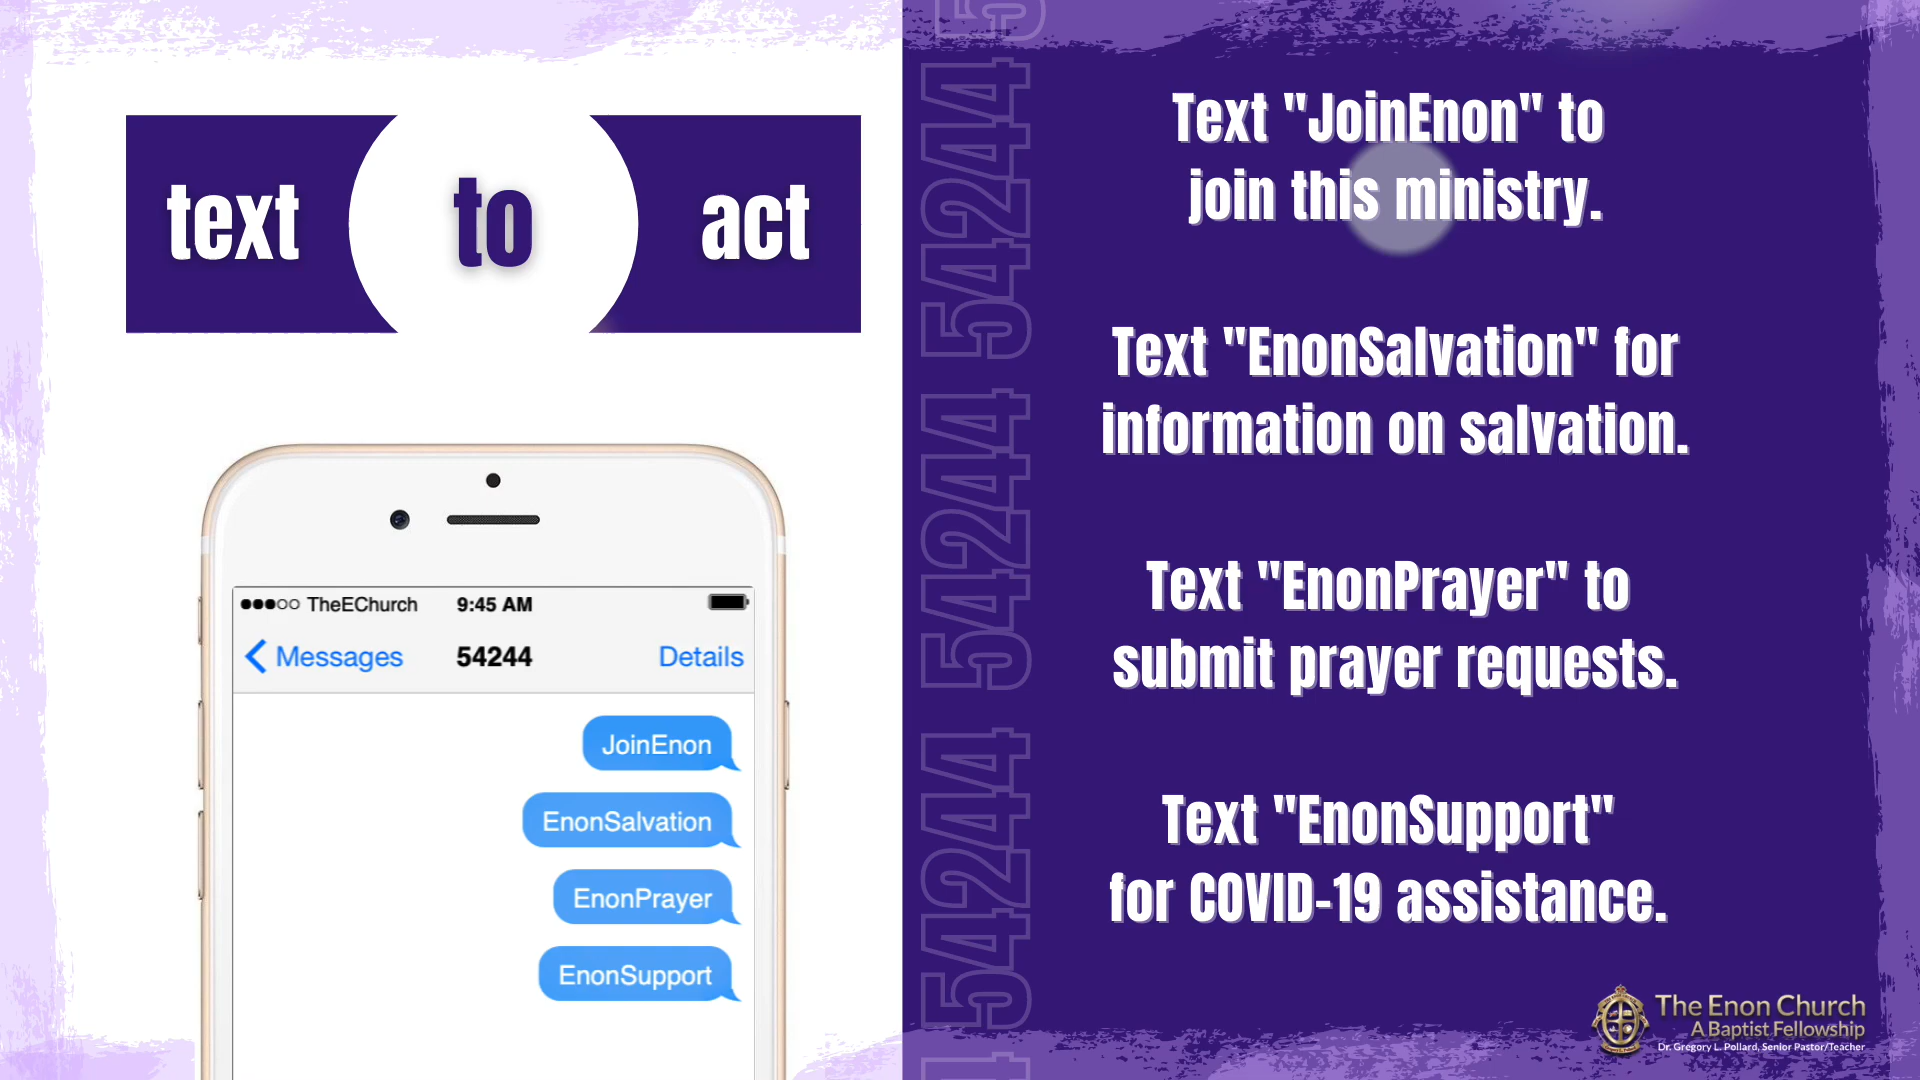 text to act
TheEChurch 9:45 AM
Messages 54244 Details
JoinEnon
EnonSalvation
EnonPrayer
EnonSupport
54244 54244 54244
Text "JoinEnon" to
join this ministry.
Text "EnonSalvation" for
information on salvation.
Text "EnonPrayer" to
submit prayer requests.
Text "EnonSupport"
for COVID-19 assistance.
The Enon Church
A Baptist Fellowship
Dr. Gregory L. Pollard, Senior Pastor/Teacher